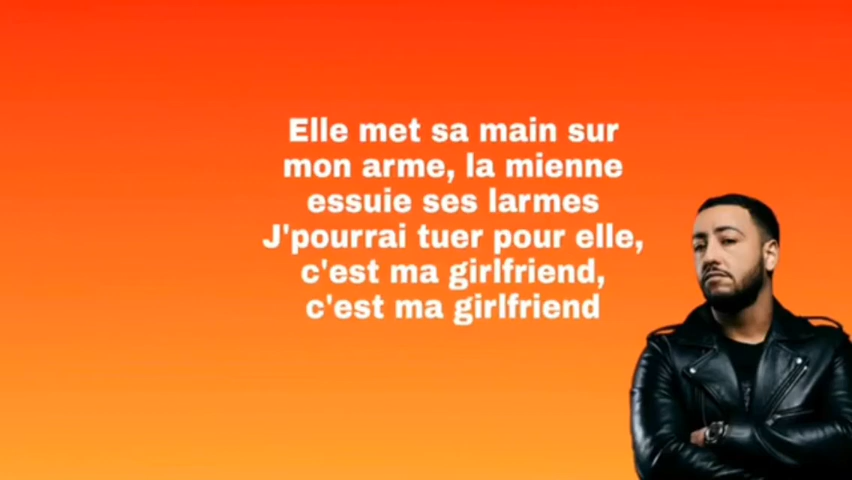 Elle met sa main sur
mon arme, la mienne
essuie ses larmes
J'pourrai tuer pour elle,
c'est ma girlfriend,
c'est ma girlfriend